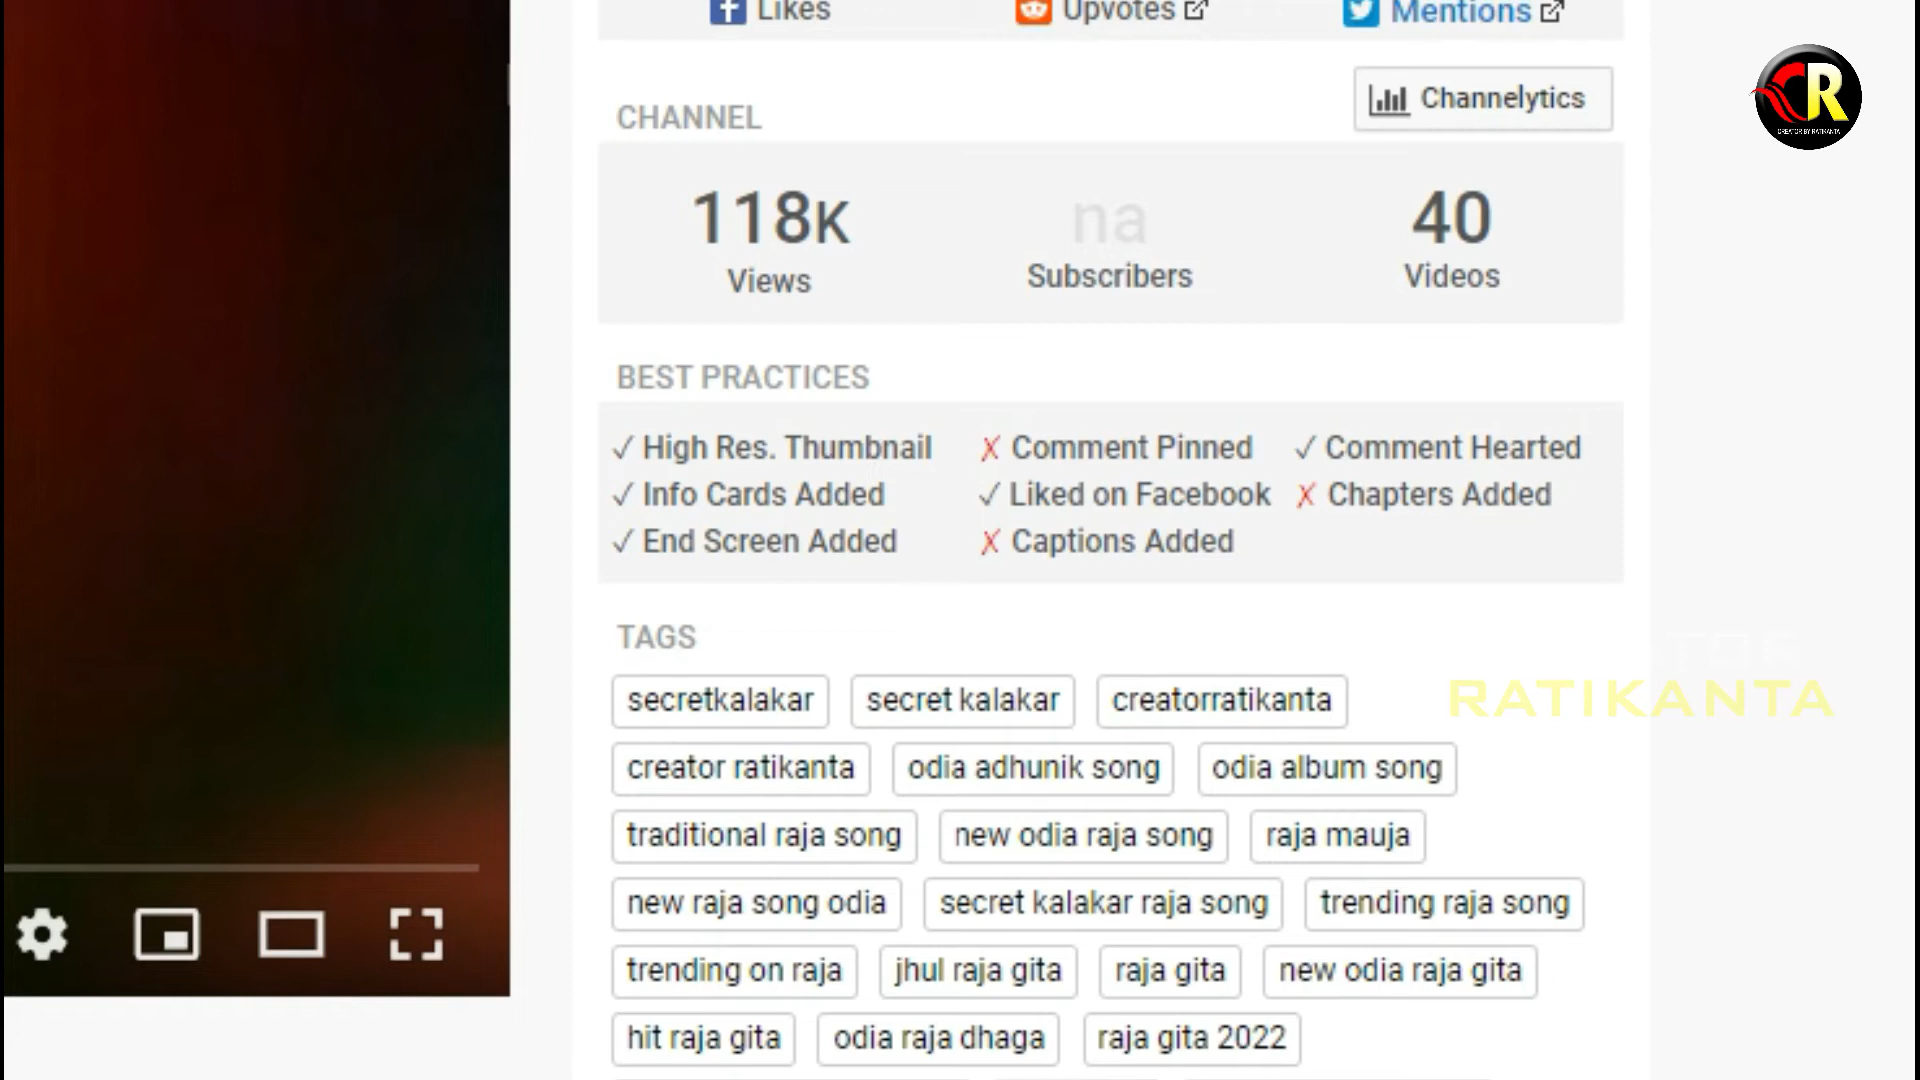 Likes Upvotes Mentions
CR
CREATOR BY RATIKANTA
CHANNEL Channelytics
118K na 40
Views Subscribers Videos
BEST PRACTICES
✓ High Res. Thumbnail ✗ Comment Pinned ✓ Comment Hearted
✓ Info Cards Added ✓ Liked on Facebook ✗ Chapters Added
✓ End Screen Added ✗ Captions Added
TAGS
secretkalakar secret kalakar creatorratikanta
RATIKANTA
creator ratikanta odia adhunik song odia album song
traditional raja song new odia raja song raja mauja
new raja song odia secret kalakar raja song trending raja song
trending on raja jhul raja gita raja gita new odia raja gita
hit raja gita odia raja dhaga raja gita 2022